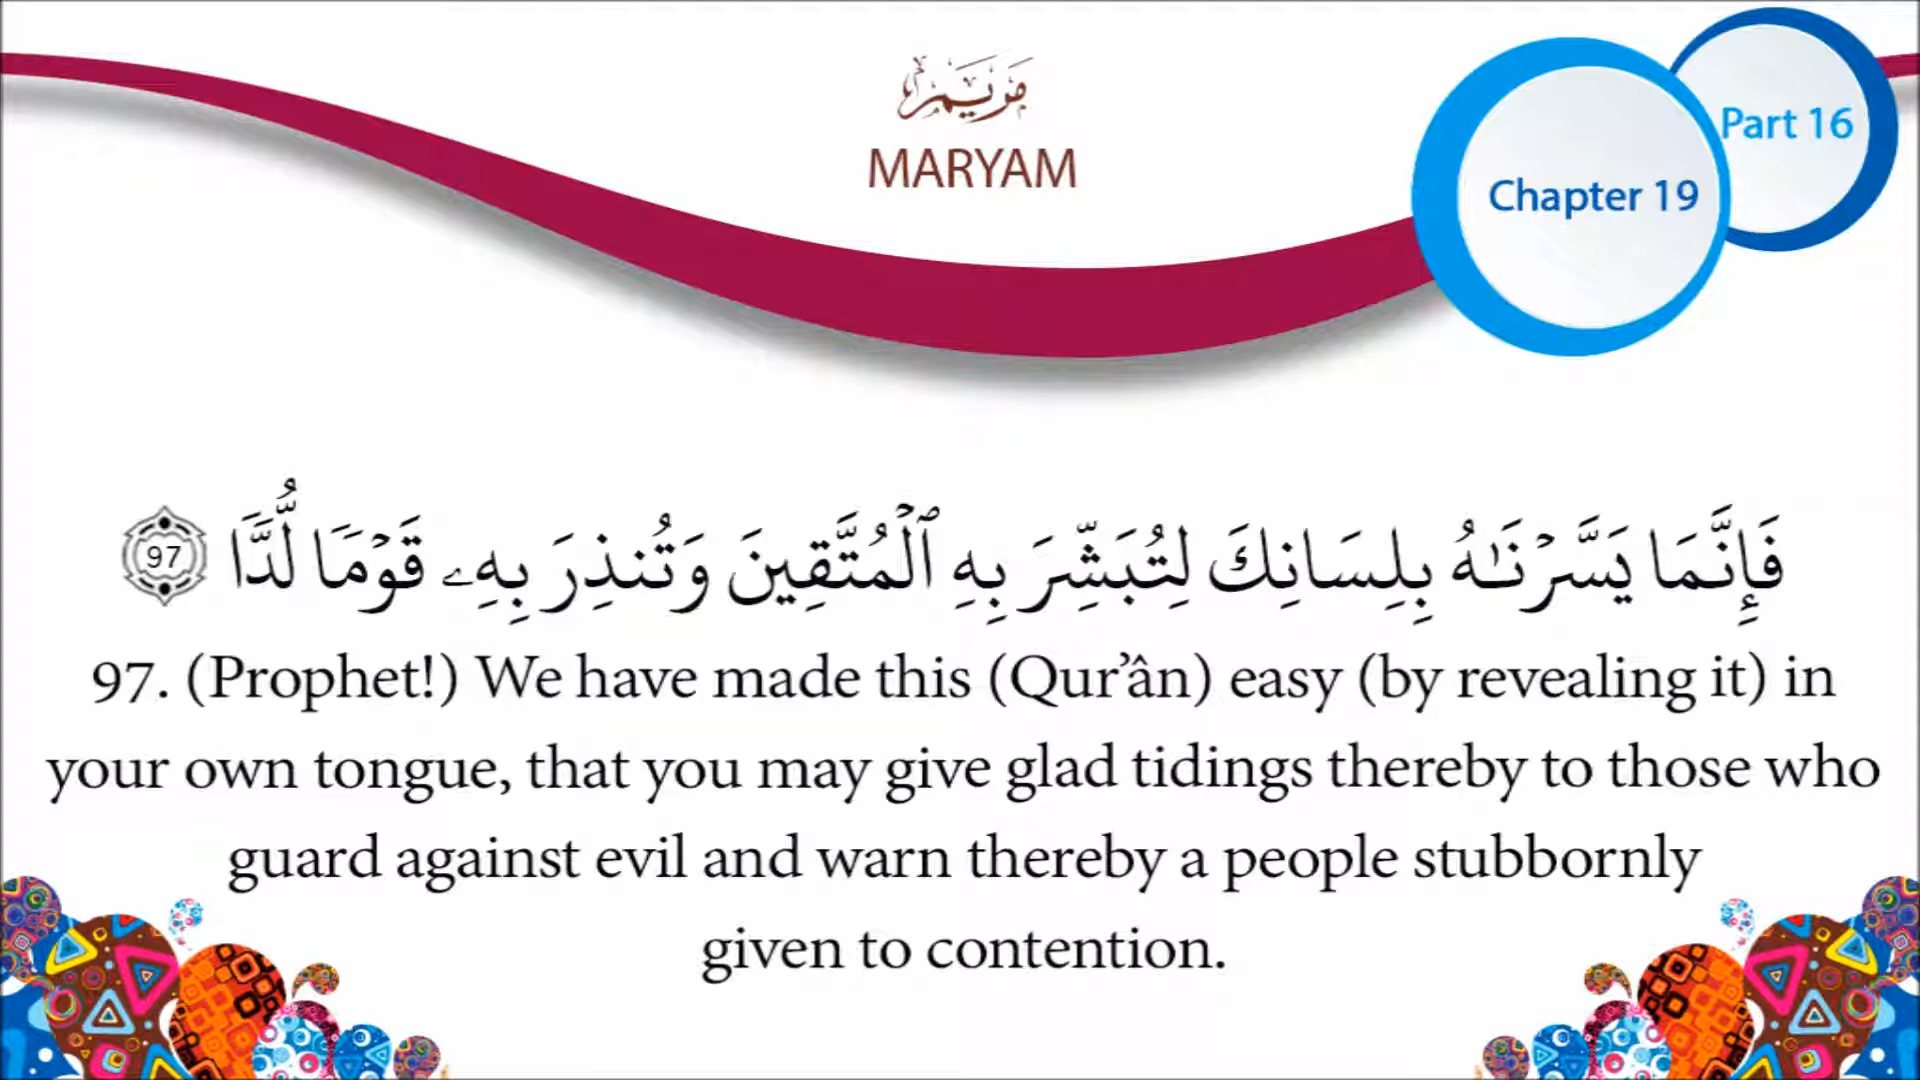 مَرْيَم
MARYAM
Part 16
Chapter 19
فَإِنَّمَا يَسَّرْنَـٰهُ بِلِسَانِكَ لِتُبَشِّرَ بِهِ ٱلْمُتَّقِينَ وَتُنذِرَ بِهِۦ قَوْمًا لُّدًّا 97
97. (Prophet!) We have made this (Qur’ân) easy (by revealing it) in
your own tongue, that you may give glad tidings thereby to those who
guard against evil and warn thereby a people stubbornly
given to contention.